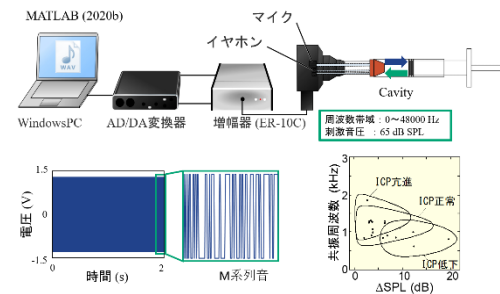 MATLAB (2020b)
マイク
イヤホン
WAV
Cavity
WindowsPC
AD/DA変換器
増幅器 (ER-10C)
周波数帯域：0～48000 Hz
刺激音圧 ：65 dB SPL
1.5
0
-1.5
電圧 (V)
2
時間 (s)
M系列音
3
2
1
0
共振周波数 (kHz)
ICP亢進
ICP正常
ICP低下
0
10
20
ΔSPL (dB)